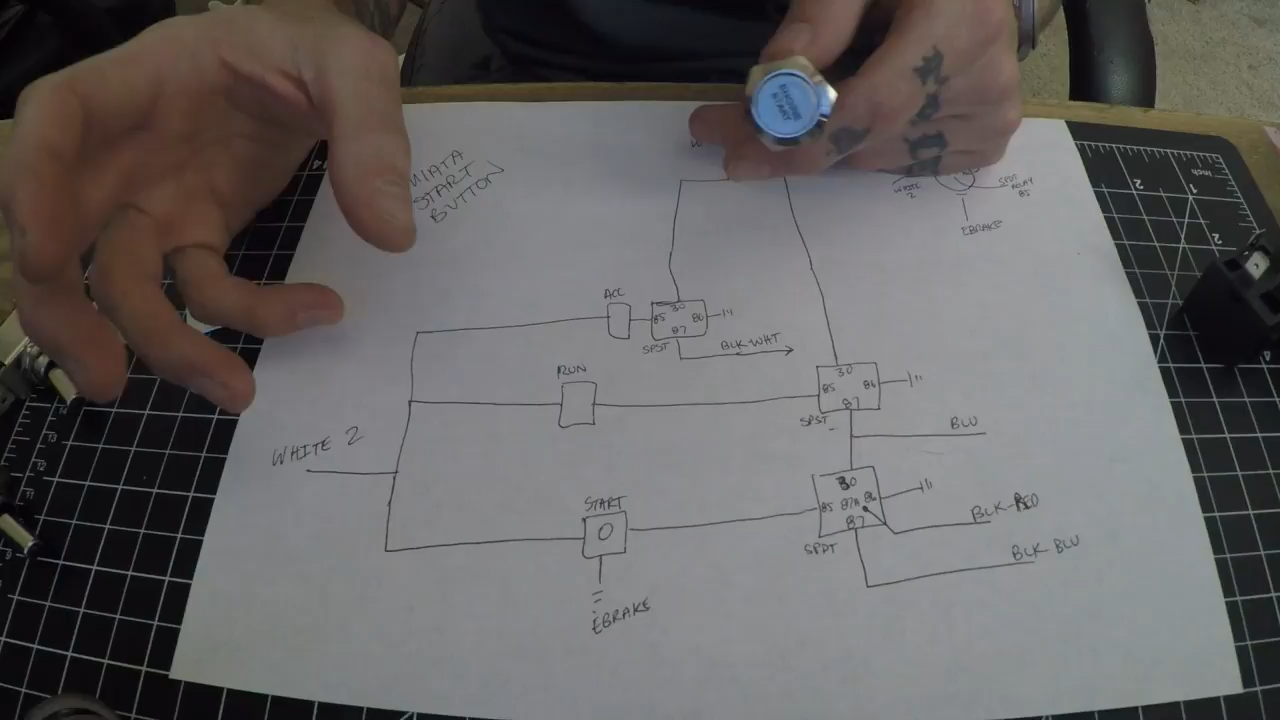 MIATA
START
BUTTON
ENGINE
START
W
WHITE
2
SPDT
RELAY
85
EBRAKE
ACC
30
85 86
87
SPST
BLK-WHT
RUN
30
85 86
87
SPST
BLU
WHITE 2
START
O
EBRAKE
30
85 87A 86
87
SPDT
BLK-RED
BLK-BLU